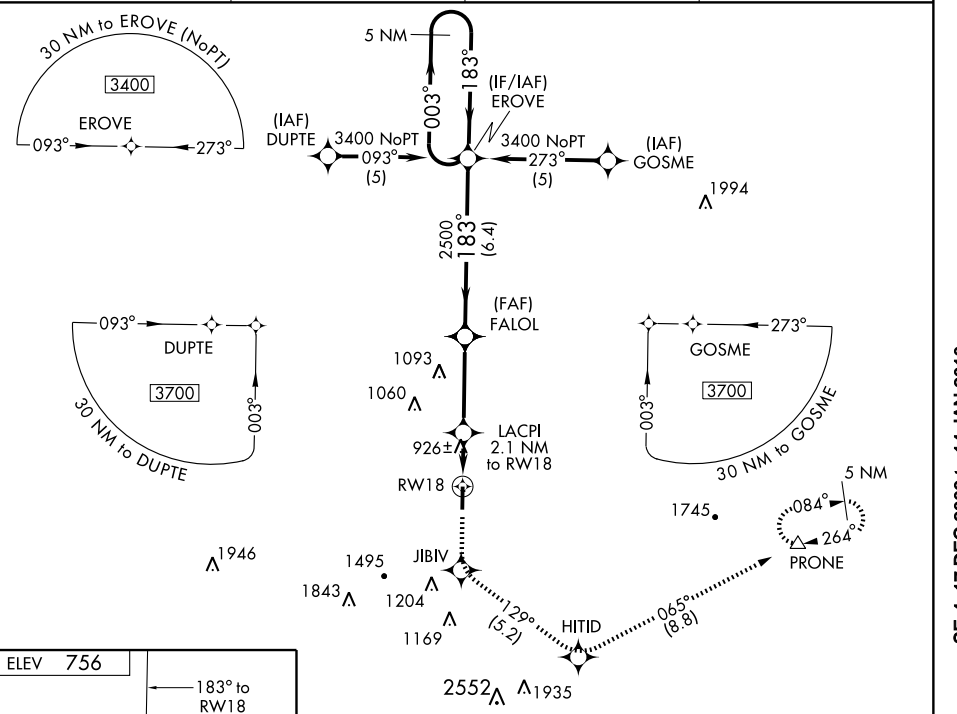 30 NM to EROVE (NoPT)
3400
EROVE
093°
273°
5 NM
003°
183°
(IF/IAF)
EROVE
(IAF)
DUPTE
3400 NoPT
093°
(5)
3400 NoPT
273°
(5)
(IAF)
GOSME
1994
2500
183°
(6.4)
(FAF)
FALOL
093°
DUPTE
3700
003°
30 NM to DUPTE
273°
GOSME
3700
003°
30 NM to GOSME
1093
1060
LACPI
2.1 NM
to RW18
926±
RW18
1745
5 NM
084°
264°
PRONE
1946
1495
1843
JIBIV
1204
1169
129°
(5.2)
HITID
065°
(8.8)
2552
1935
ELEV 756
183° to
RW18